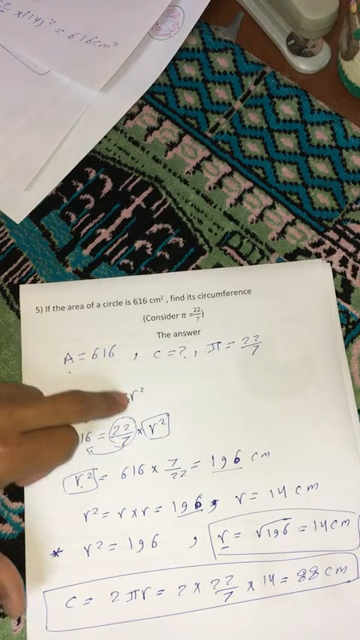 22/7 ×(14)² = 616 cm²
5) If the area of a circle is 616 cm² , find its circumference
(Consider π =22/7)
The answer
A = 616 , C = ? , π = 22/7
r²
16 = 22/7 × r²
r² = 616 × 7/22 = 196 cm
r² = r × r = 196, r = 14 cm
* r² = 196 , r = √196 = 14 cm
C = 2πr = 2 × 22/7 × 14 = 88 cm